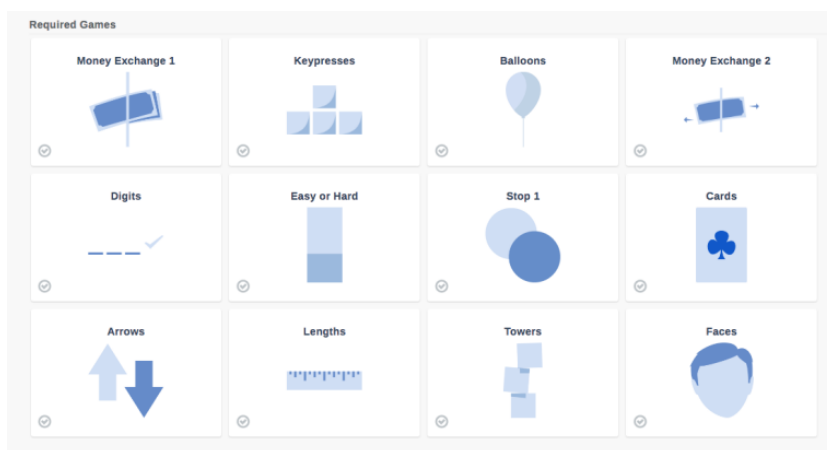 Required Games
Money Exchange 1
Keypresses
Balloons
Money Exchange 2
Digits
Easy or Hard
Stop 1
Cards
Arrows
Lengths
Towers
Faces